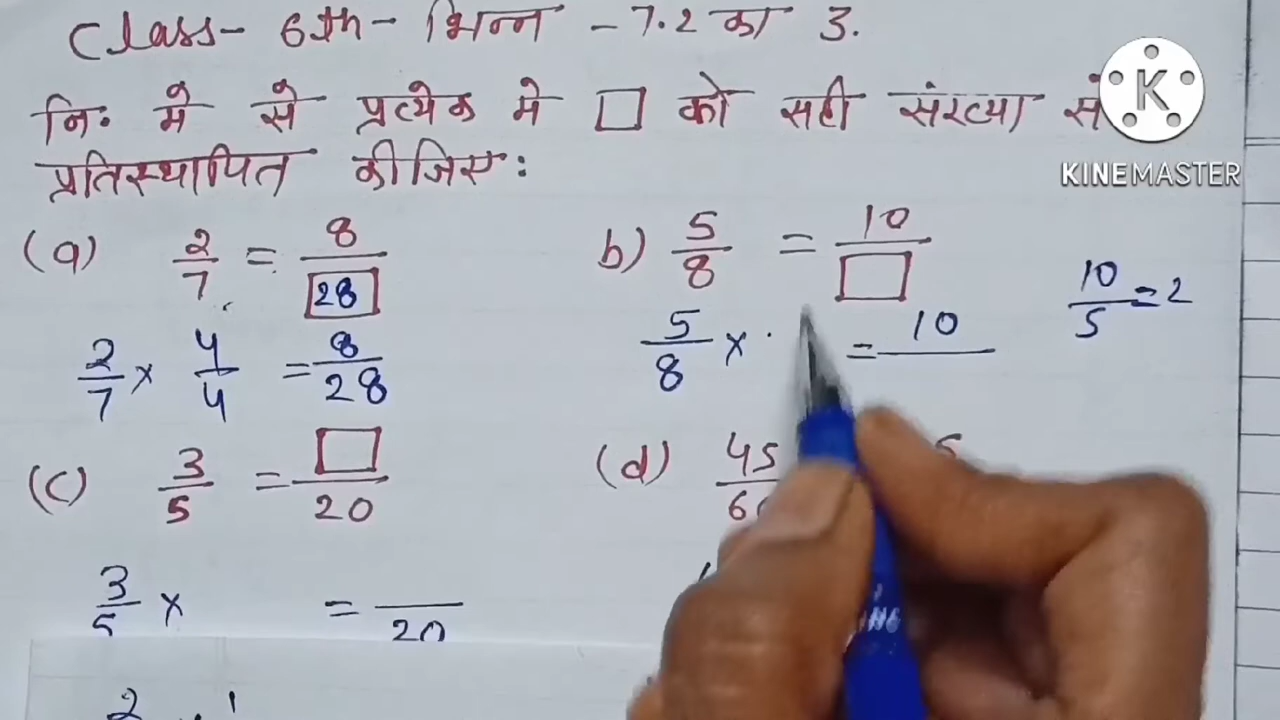 Class- 6th- भिन्न - 7.2 का 3.
नि: मे से प्रत्येक मे □ को सही संख्या से
प्रतिस्थापित कीजिए:
K
KINEMASTER
(a) 2/7 = 8/28
2/7 × 4/4 = 8/28
b) 5/8 = 10/□
10/5 = 2
5/8 × = 10/
(c) 3/5 = □/20
3/5 × = /20
(d) 45
2